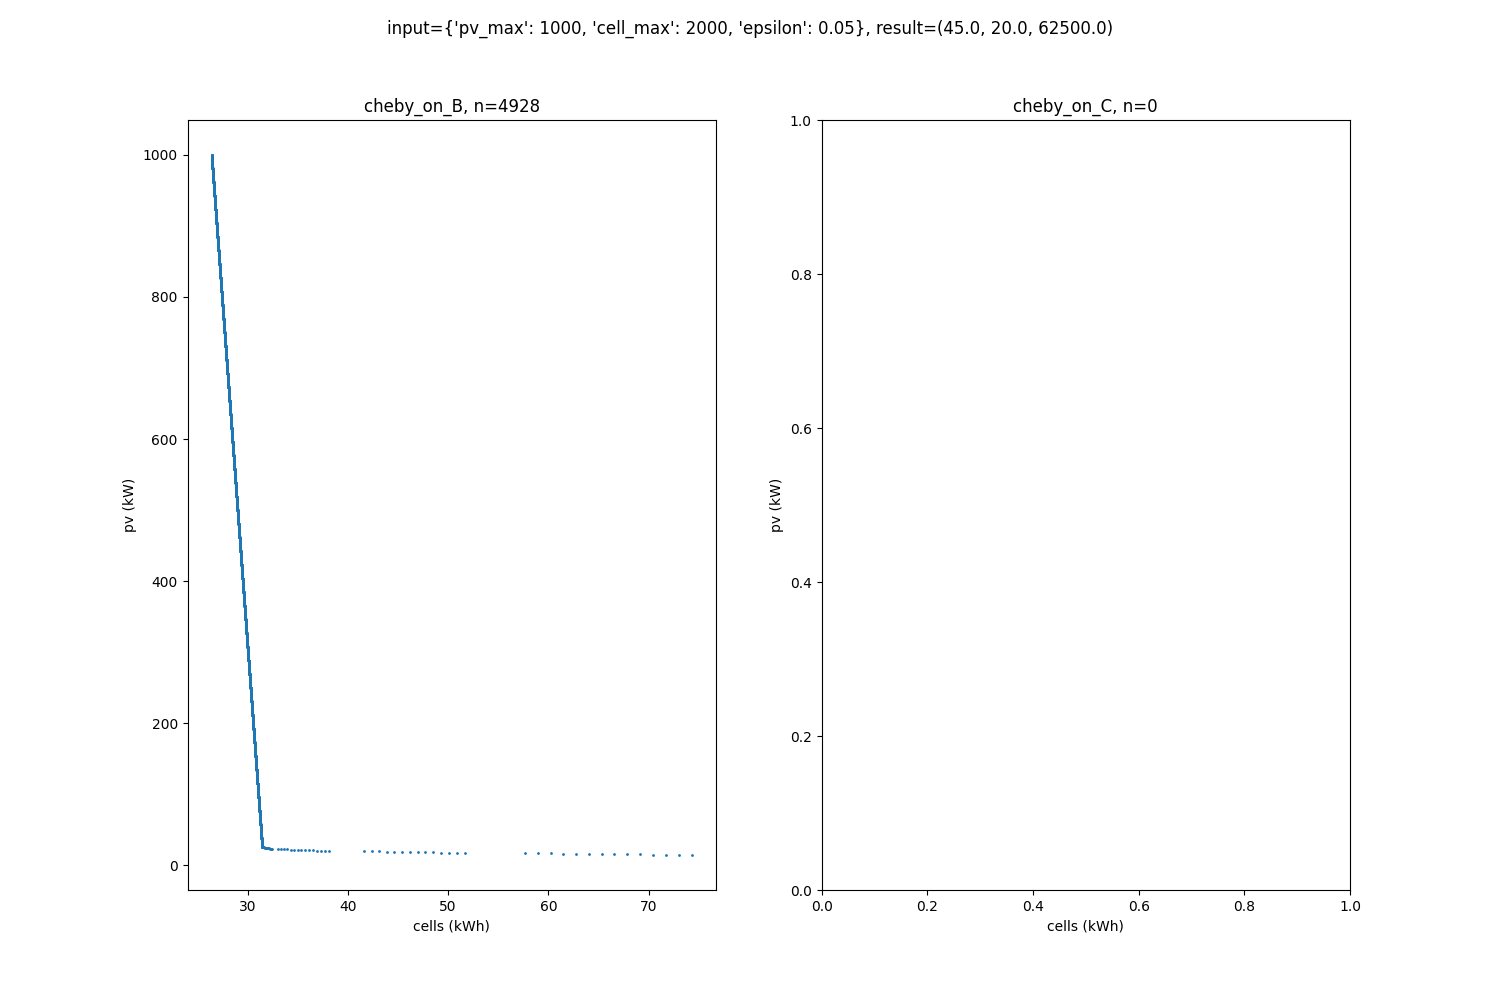 input={'pv_max': 1000, 'cell_max': 2000, 'epsilon': 0.05}, result=(45.0, 20.0, 62500.0)
cheby_on_B, n=4928
1000
800
600
400
200
0
pv (kW)
30 40 50 60 70
cells (kWh)
cheby_on_C, n=0
1.0
0.8
0.6
0.4
0.2
0.0
pv (kW)
0.0 0.2 0.4 0.6 0.8 1.0
cells (kWh)